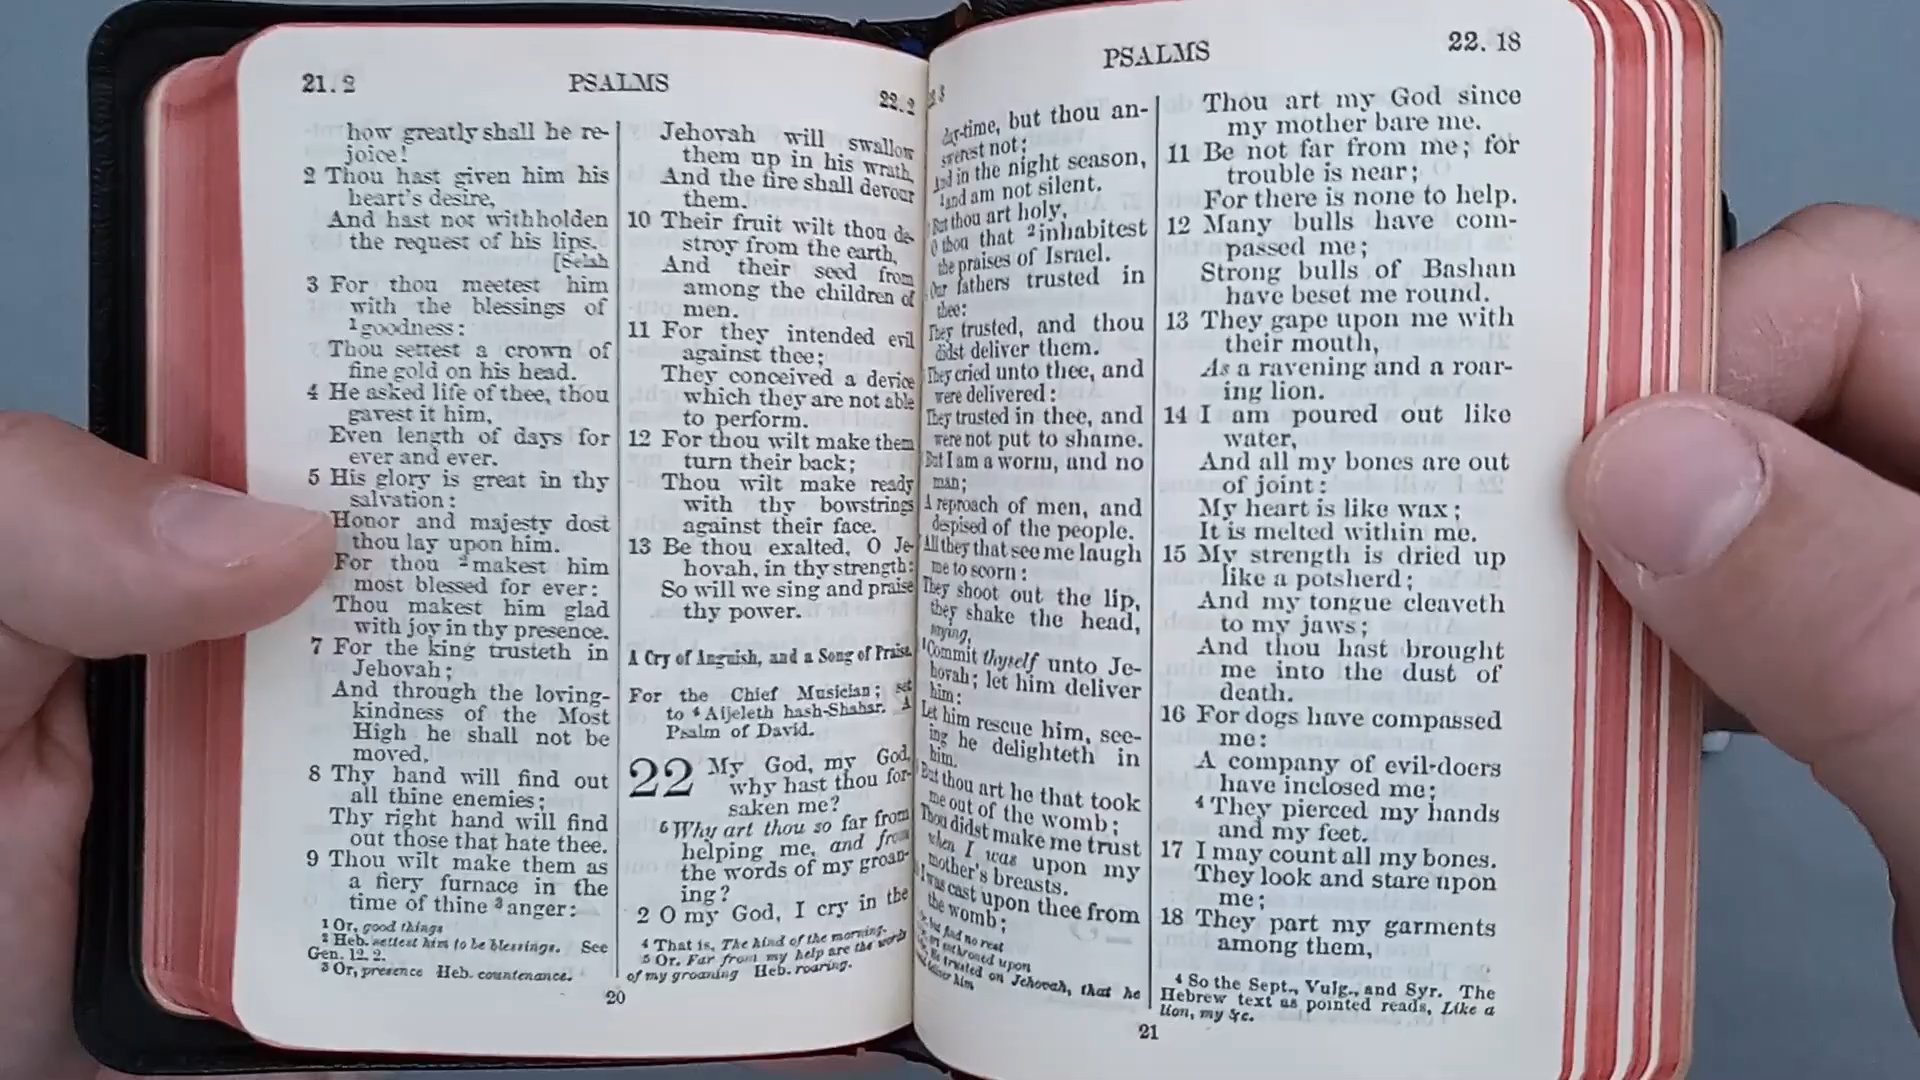 21. 2 PSALMS 22. 2
how greatly shall he re-
joice!
2 Thou hast given him his
heart's desire,
And hast not withholden
the request of his lips.
[Selah
3 For thou meetest him
with the blessings of
1 goodness:
Thou settest a crown of
fine gold on his head.
4 He asked life of thee, thou
gavest it him,
Even length of days for
ever and ever.
5 His glory is great in thy
salvation:
Honor and majesty dost
thou lay upon him.
For thou 2 makest him
most blessed for ever:
Thou makest him glad
with joy in thy presence.
7 For the king trusteth in
Jehovah;
And through the loving-
kindness of the Most
High he shall not be
moved.
8 Thy hand will find out
all thine enemies;
Thy right hand will find
out those that hate thee.
9 Thou wilt make them as
a fiery furnace in the
time of thine 3 anger:
1 Or, good things
2 Heb. settest him to be blessings. See
Gen. 12. 2.
3 Or, presence Heb. countenance.
Jehovah will swallow
them up in his wrath,
And the fire shall devour
them.
10 Their fruit wilt thou de-
stroy from the earth,
And their seed from
among the children of
men.
11 For they intended evil
against thee;
They conceived a device
which they are not able
to perform.
12 For thou wilt make them
turn their back;
Thou wilt make ready
with thy bowstrings
against their face.
13 Be thou exalted, O Je-
hovah, in thy strength:
So will we sing and praise
thy power.
A Cry of Anguish, and a Song of Praise.
For the Chief Musician; set
to 4 Aijeleth hash-Shahar. A
Psalm of David.
22 My God, my God,
why hast thou for-
saken me?
5 Why art thou so far from
helping me, and from
the words of my groan-
ing?
2 O my God, I cry in the
4 That is, The hind of the morning.
5 Or, Far from my help are the words
of my groaning Heb. roaring.
20
PSALMS 22. 18
day-time, but thou an-
swerest not;
And in the night season,
1 and am not silent.
But thou art holy,
O thou that 2 inhabitest
the praises of Israel.
Our fathers trusted in
thee:
They trusted, and thou
didst deliver them.
They cried unto thee, and
were delivered:
They trusted in thee, and
were not put to shame.
But I am a worm, and no
man;
A reproach of men, and
despised of the people.
All they that see me laugh
me to scorn:
They shoot out the lip,
they shake the head,
saying,
Commit thyself unto Je-
hovah; let him deliver
him:
Let him rescue him, see-
ing he delighteth in
him.
But thou art he that took
me out of the womb;
Thou didst make me trust
when I was upon my
mother's breasts.
I was cast upon thee from
the womb;
find no rest
enthroned upon
trusted on Jehovah, that he
deliver him
Thou art my God since
my mother bare me.
11 Be not far from me; for
trouble is near;
For there is none to help.
12 Many bulls have com-
passed me;
Strong bulls of Bashan
have beset me round.
13 They gape upon me with
their mouth,
As a ravening and a roar-
ing lion.
14 I am poured out like
water,
And all my bones are out
of joint:
My heart is like wax;
It is melted within me.
15 My strength is dried up
like a potsherd;
And my tongue cleaveth
to my jaws;
And thou hast brought
me into the dust of
death.
16 For dogs have compassed
me:
A company of evil-doers
have inclosed me;
4 They pierced my hands
and my feet.
17 I may count all my bones.
They look and stare upon
me;
18 They part my garments
among them,
4 So the Sept., Vulg., and Syr. The
Hebrew text as pointed reads, Like a
lion, my &c.
21